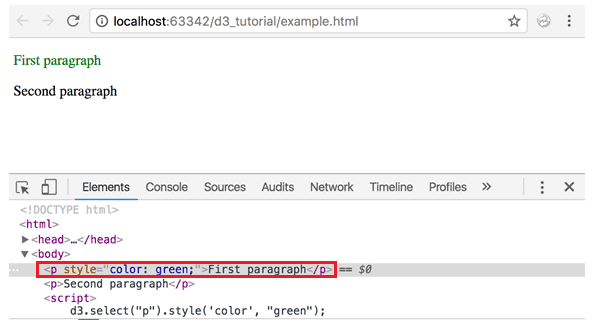 localhost:63342/d3_tutorial/example.html
First paragraph
Second paragraph
Elements Console Sources Audits Network Timeline Profiles »
<!DOCTYPE html>
<html>
▶<head>…</head>
▼<body>
… <p style="color: green;">First paragraph</p> == $0
<p>Second paragraph</p>
<script>
d3.select("p").style('color', "green");